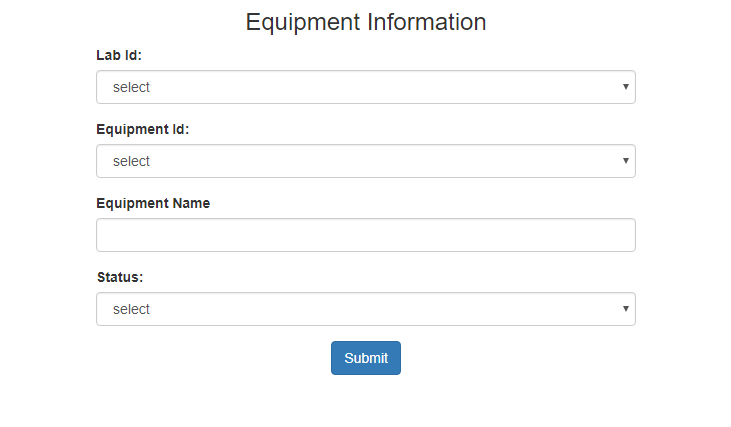 Equipment Information
Lab Id:
select
Equipment Id:
select
Equipment Name
Status:
select
Submit